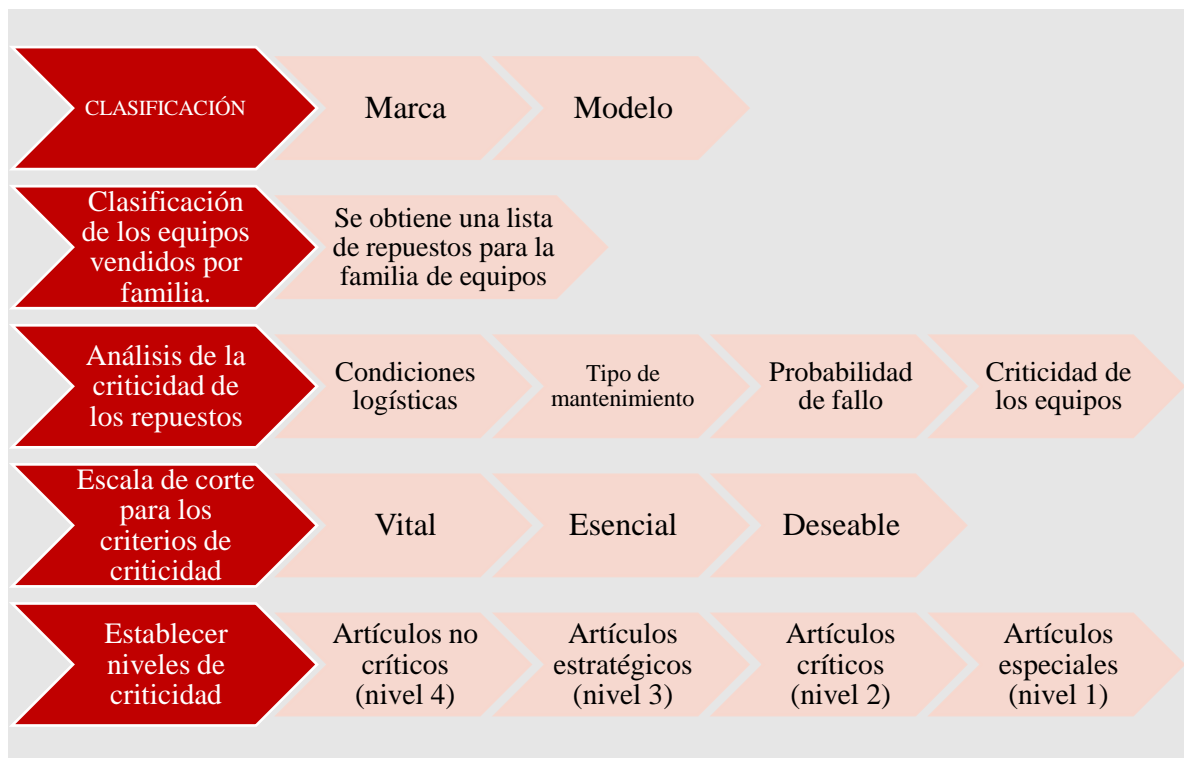 CLASIFICACIÓN
Marca
Modelo
Clasificación
de los equipos
vendidos por
familia.
Se obtiene una lista
de repuestos para la
familia de equipos
Análisis de la
criticidad de
los repuestos
Condiciones
logísticas
Tipo de
mantenimiento
Probabilidad
de fallo
Criticidad de
los equipos
Escala de corte
para los
criterios de
criticidad
Vital
Esencial
Deseable
Establecer
niveles de
criticidad
Artículos no
críticos
(nivel 4)
Artículos
estratégicos
(nivel 3)
Artículos
críticos
(nivel 2)
Artículos
especiales
(nivel 1)